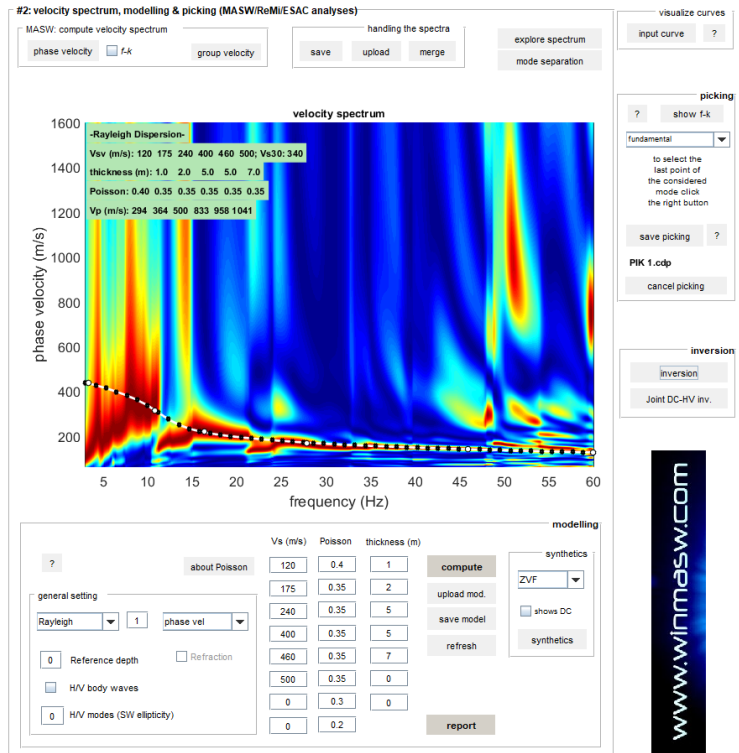 #2: velocity spectrum, modelling & picking (MASW/ReMi/ESAC analyses)
MASW: compute velocity spectrum
phase velocity
f-k
group velocity
handling the spectra
save upload merge
explore spectrum
mode separation
visualize curves
input curve ?
velocity spectrum
-Rayleigh Dispersion-
Vsv (m/s): 120 175 240 400 460 500; Vs30: 340
thickness (m): 1.0 2.0 5.0 5.0 7.0
Poisson: 0.40 0.35 0.35 0.35 0.35 0.35
Vp (m/s): 294 364 500 833 958 1041
1600
1400
1200
1000
800
600
400
200
phase velocity (m/s)
5 10 15 20 25 30 35 40 45 50 55 60
frequency (Hz)
picking
? show f-k
fundamental
to select the
last point of
the considered
mode click
the right button
save picking ?
PIK 1.cdp
cancel picking
inversion
inversion
Joint DC-HV inv.
www.winmasw.com
modelling
?
about Poisson
general setting
Rayleigh 1 phase vel
0 Reference depth
Refraction
H/V body waves
0 H/V modes (SW ellipticity)
Vs (m/s) Poisson thickness (m)
120 0.4 1
175 0.35 2
240 0.35 5
400 0.35 5
460 0.35 7
500 0.35 0
0 0.3 0
0 0.2
compute
upload mod.
save model
refresh
report
synthetics
ZVF
shows DC
synthetics